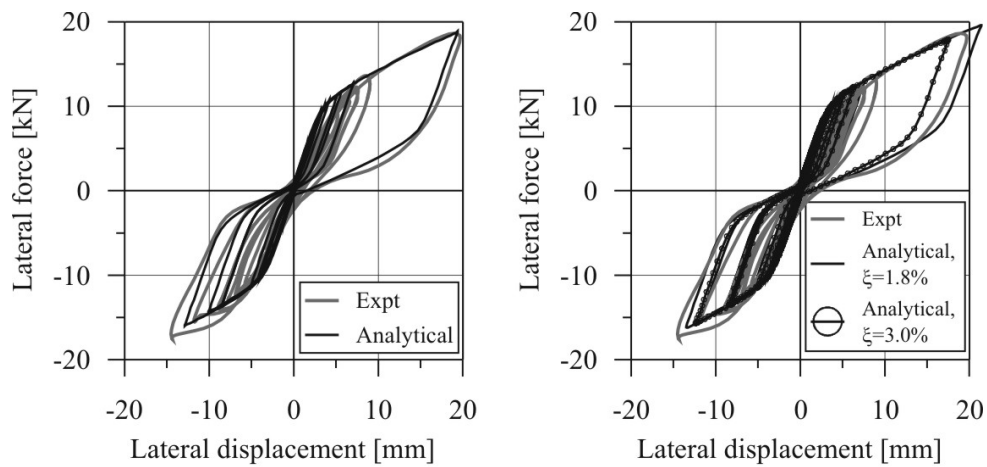 20
10
0
-10
-20
Lateral force [kN]
Expt
Analytical
-20
-10
0
10
20
Lateral displacement [mm]
20
10
0
-10
-20
Lateral force [kN]
Expt
Analytical,
ξ=1.8%
Analytical,
ξ=3.0%
-20
-10
0
10
20
Lateral displacement [mm]